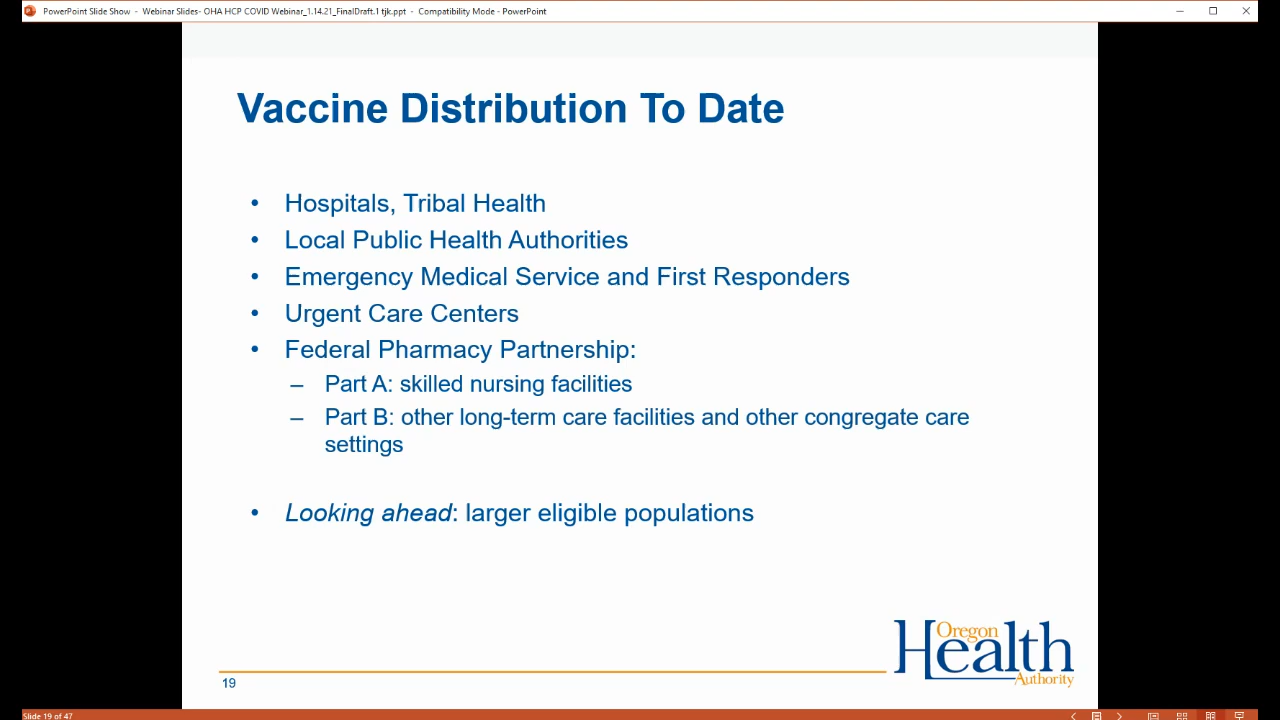 PowerPoint Slide Show - Webinar Slides- OHA HCP COVID Webinar_1.14.21_FinalDraft.1 tjk.ppt - Compatibility Mode - PowerPoint
Vaccine Distribution To Date
• Hospitals, Tribal Health
• Local Public Health Authorities
• Emergency Medical Service and First Responders
• Urgent Care Centers
• Federal Pharmacy Partnership:
– Part A: skilled nursing facilities
– Part B: other long-term care facilities and other congregate care
settings
• Looking ahead: larger eligible populations
Oregon
Health
Authority
19
Slide 19 of 47